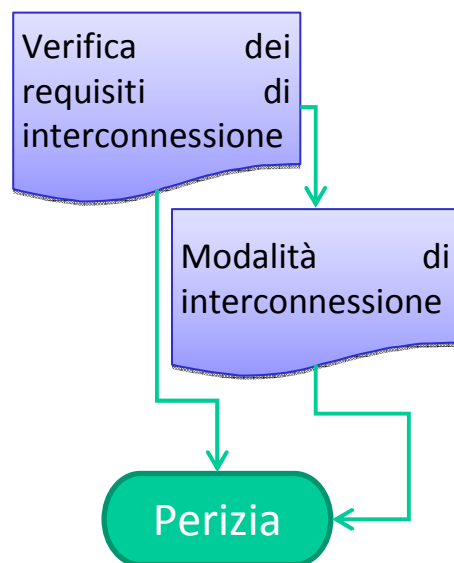 Verifica dei
requisiti di
interconnessione
Modalità di
interconnessione
Perizia